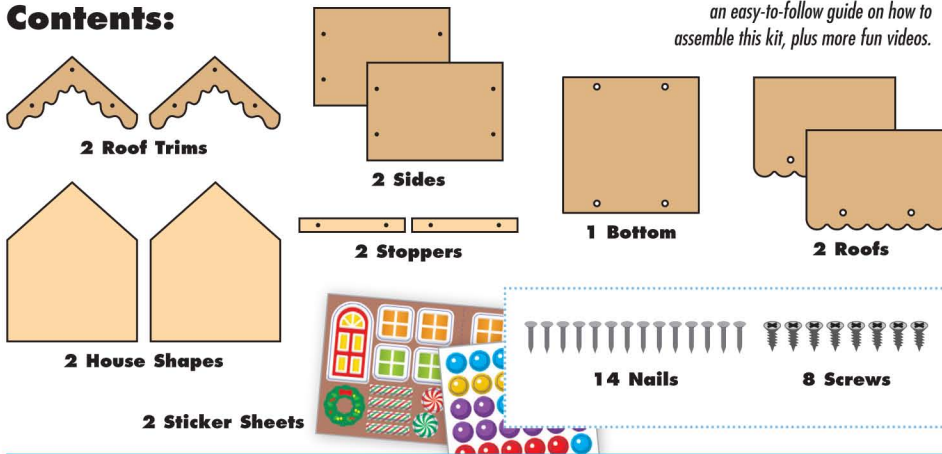 Contents:
an easy-to-follow guide on how to
assemble this kit, plus more fun videos.
2 Roof Trims
2 Sides
1 Bottom
2 Roofs
2 Stoppers
2 House Shapes
14 Nails
8 Screws
2 Sticker Sheets